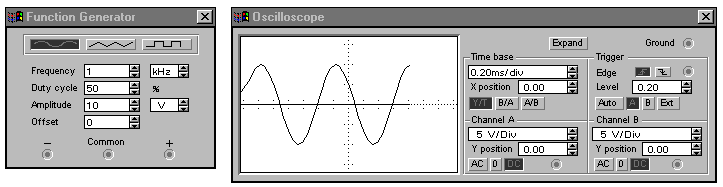 Function Generator
Frequency 1 kHz
Duty cycle 50 %
Amplitude 10 V
Offset 0
− Common +
Oscilloscope
Expand Ground
Time base
0.20ms/div
X position 0.00
Y/T B/A A/B
Trigger
Edge
Level 0.20
Auto A B Ext
Channel A
5 V/Div
Y position 0.00
AC 0 DC
Channel B
5 V/Div
Y position 0.00
AC 0 DC